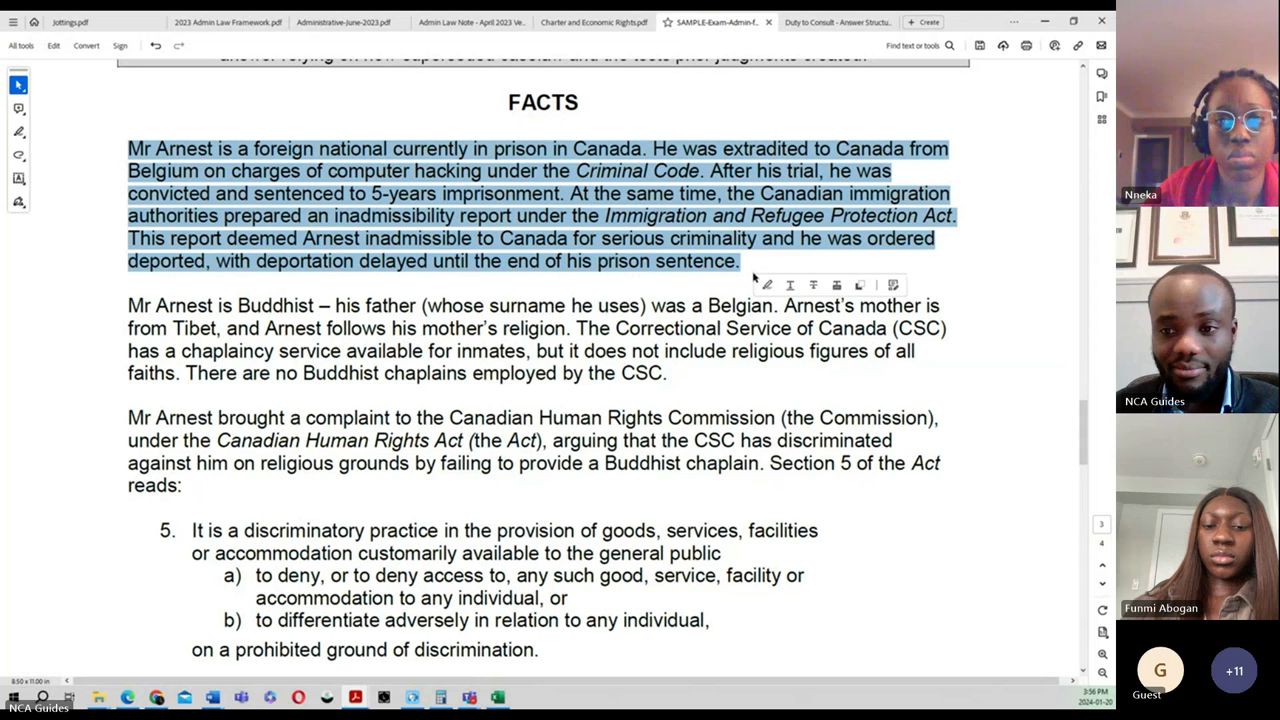 Jottings.pdf
2023 Admin Law Framework.pdf
Administrative-June-2023.pdf
Admin Law Note - April 2023 Ve...
Charter and Economic Rights.pdf
SAMPLE-Exam-Admin-f...
Duty to Consult - Answer Structu...
Create
All tools
Edit
Convert
Sign
Find text or tools
FACTS
Mr Arnest is a foreign national currently in prison in Canada. He was extradited to Canada from
Belgium on charges of computer hacking under the Criminal Code. After his trial, he was
convicted and sentenced to 5-years imprisonment. At the same time, the Canadian immigration
authorities prepared an inadmissibility report under the Immigration and Refugee Protection Act.
This report deemed Arnest inadmissible to Canada for serious criminality and he was ordered
deported, with deportation delayed until the end of his prison sentence.
Mr Arnest is Buddhist – his father (whose surname he uses) was a Belgian. Arnest's mother is
from Tibet, and Arnest follows his mother's religion. The Correctional Service of Canada (CSC)
has a chaplaincy service available for inmates, but it does not include religious figures of all
faiths. There are no Buddhist chaplains employed by the CSC.
Mr Arnest brought a complaint to the Canadian Human Rights Commission (the Commission),
under the Canadian Human Rights Act (the Act), arguing that the CSC has discriminated
against him on religious grounds by failing to provide a Buddhist chaplain. Section 5 of the Act
reads:
5. It is a discriminatory practice in the provision of goods, services, facilities
or accommodation customarily available to the general public
a) to deny, or to deny access to, any such good, service, facility or
accommodation to any individual, or
b) to differentiate adversely in relation to any individual,
on a prohibited ground of discrimination.
3
4
8.50 x 11.00 in
3:56 PM
2024-01-20
NCA Guides
Nneka
NCA Guides
Funmi Abogan
G
Guest
+11